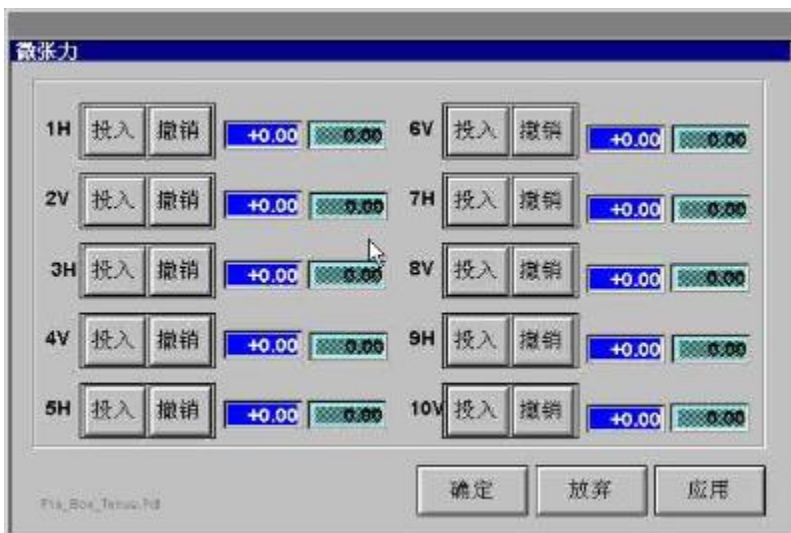 微张力
1H 投入 撤销 +0.00 0.00 6V 投入 撤销 +0.00 0.00
2V 投入 撤销 +0.00 0.00 7H 投入 撤销 +0.00 0.00
3H 投入 撤销 +0.00 0.00 8V 投入 撤销 +0.00 0.00
4V 投入 撤销 +0.00 0.00 9H 投入 撤销 +0.00 0.00
5H 投入 撤销 +0.00 0.00 10V 投入 撤销 +0.00 0.00
确定 放弃 应用